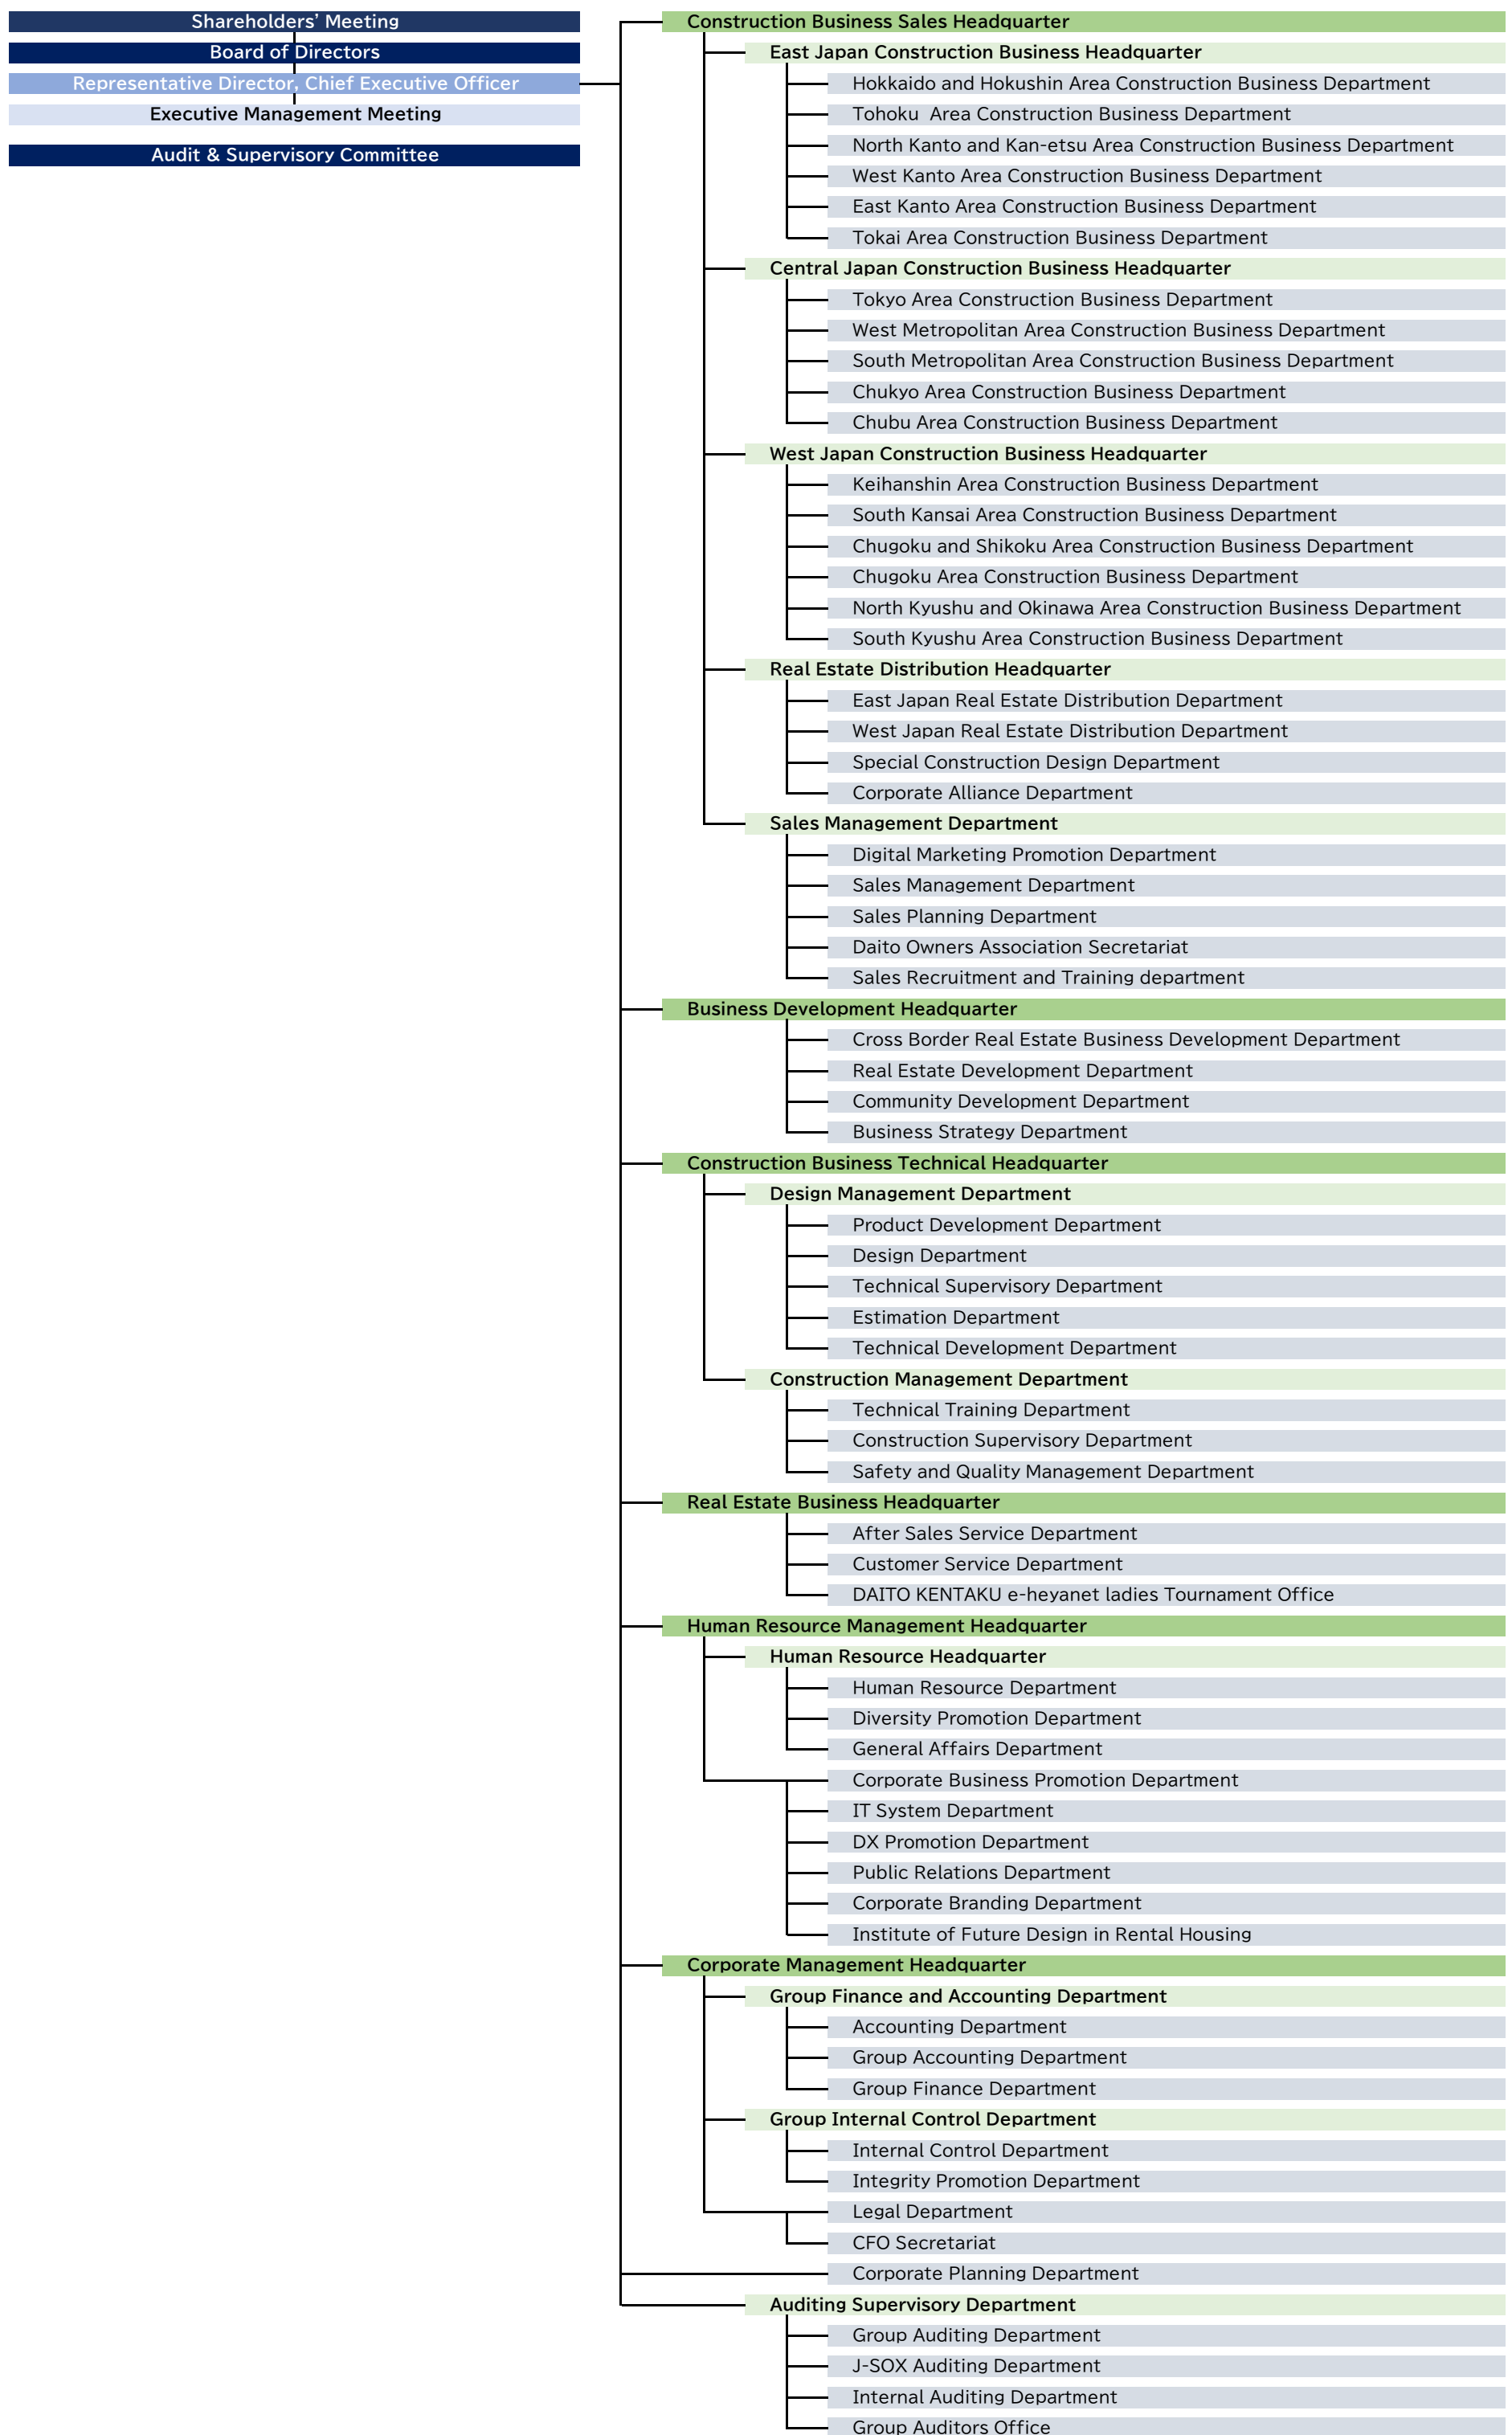 Shareholders’ Meeting
Board of Directors
Representative Director, Chief Executive Officer
Executive Management Meeting
Audit & Supervisory Committee
Construction Business Sales Headquarter
East Japan Construction Business Headquarter
Hokkaido and Hokushin Area Construction Business Department
Tohoku  Area Construction Business Department
North Kanto and Kan-etsu Area Construction Business Department
West Kanto Area Construction Business Department
East Kanto Area Construction Business Department
Tokai Area Construction Business Department
Central Japan Construction Business Headquarter
Tokyo Area Construction Business Department
West Metropolitan Area Construction Business Department
South Metropolitan Area Construction Business Department
Chukyo Area Construction Business Department
Chubu Area Construction Business Department
West Japan Construction Business Headquarter
Keihanshin Area Construction Business Department
South Kansai Area Construction Business Department
Chugoku and Shikoku Area Construction Business Department
Chugoku Area Construction Business Department
North Kyushu and Okinawa Area Construction Business Department
South Kyushu Area Construction Business Department
Real Estate Distribution Headquarter
East Japan Real Estate Distribution Department
West Japan Real Estate Distribution Department
Special Construction Design Department
Corporate Alliance Department
Sales Management Department
Digital Marketing Promotion Department
Sales Management Department
Sales Planning Department
Daito Owners Association Secretariat
Sales Recruitment and Training department
Business Development Headquarter
Cross Border Real Estate Business Development Department
Real Estate Development Department
Community Development Department
Business Strategy Department
Construction Business Technical Headquarter
Design Management Department
Product Development Department
Design Department
Technical Supervisory Department
Estimation Department
Technical Development Department
Construction Management Department
Technical Training Department
Construction Supervisory Department
Safety and Quality Management Department
Real Estate Business Headquarter
After Sales Service Department
Customer Service Department
DAITO KENTAKU e-heyanet ladies Tournament Office
Human Resource Management Headquarter
Human Resource Headquarter
Human Resource Department
Diversity Promotion Department
General Affairs Department
Corporate Business Promotion Department
IT System Department
DX Promotion Department
Public Relations Department
Corporate Branding Department
Institute of Future Design in Rental Housing
Corporate Management Headquarter
Group Finance and Accounting Department
Accounting Department
Group Accounting Department
Group Finance Department
Group Internal Control Department
Internal Control Department
Integrity Promotion Department
Legal Department
CFO Secretariat
Corporate Planning Department
Auditing Supervisory Department
Group Auditing Department
J-SOX Auditing Department
Internal Auditing Department
Group Auditors Office